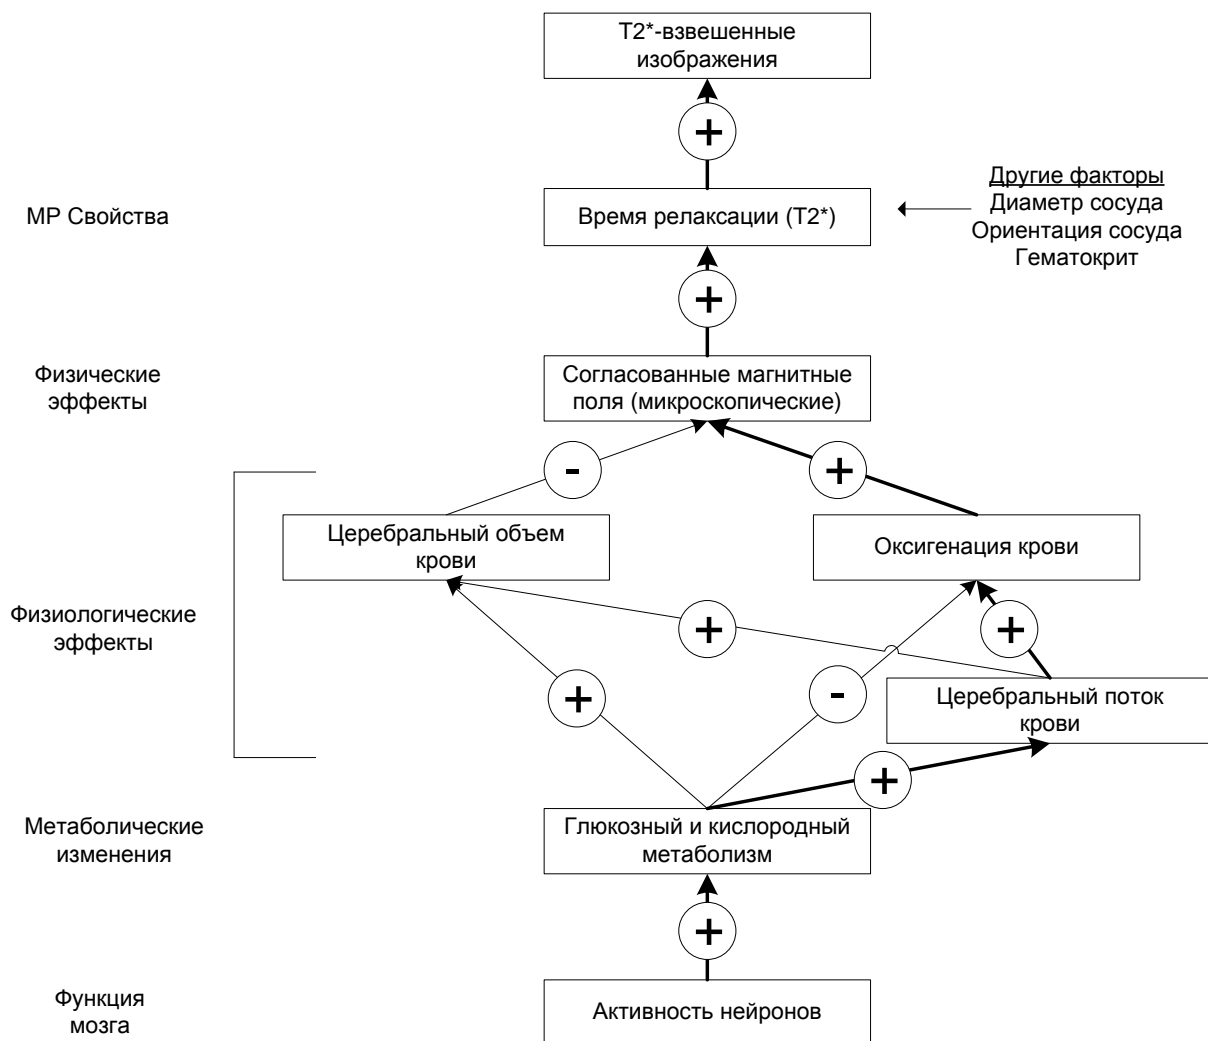 T2*-взвешенные
изображения
+
МР Свойства
Время релаксации (T2*)
Другие факторы
Диаметр сосуда
Ориентация сосуда
Гематокрит
+
Физические
эффекты
Согласованные магнитные
поля (микроскопические)
-
+
Церебральный объем
крови
Оксигенация крови
Физиологические
эффекты
+
+
+
-
Церебральный поток
крови
+
Метаболические
изменения
Глюкозный и кислородный
метаболизм
+
Функция
мозга
Активность нейронов